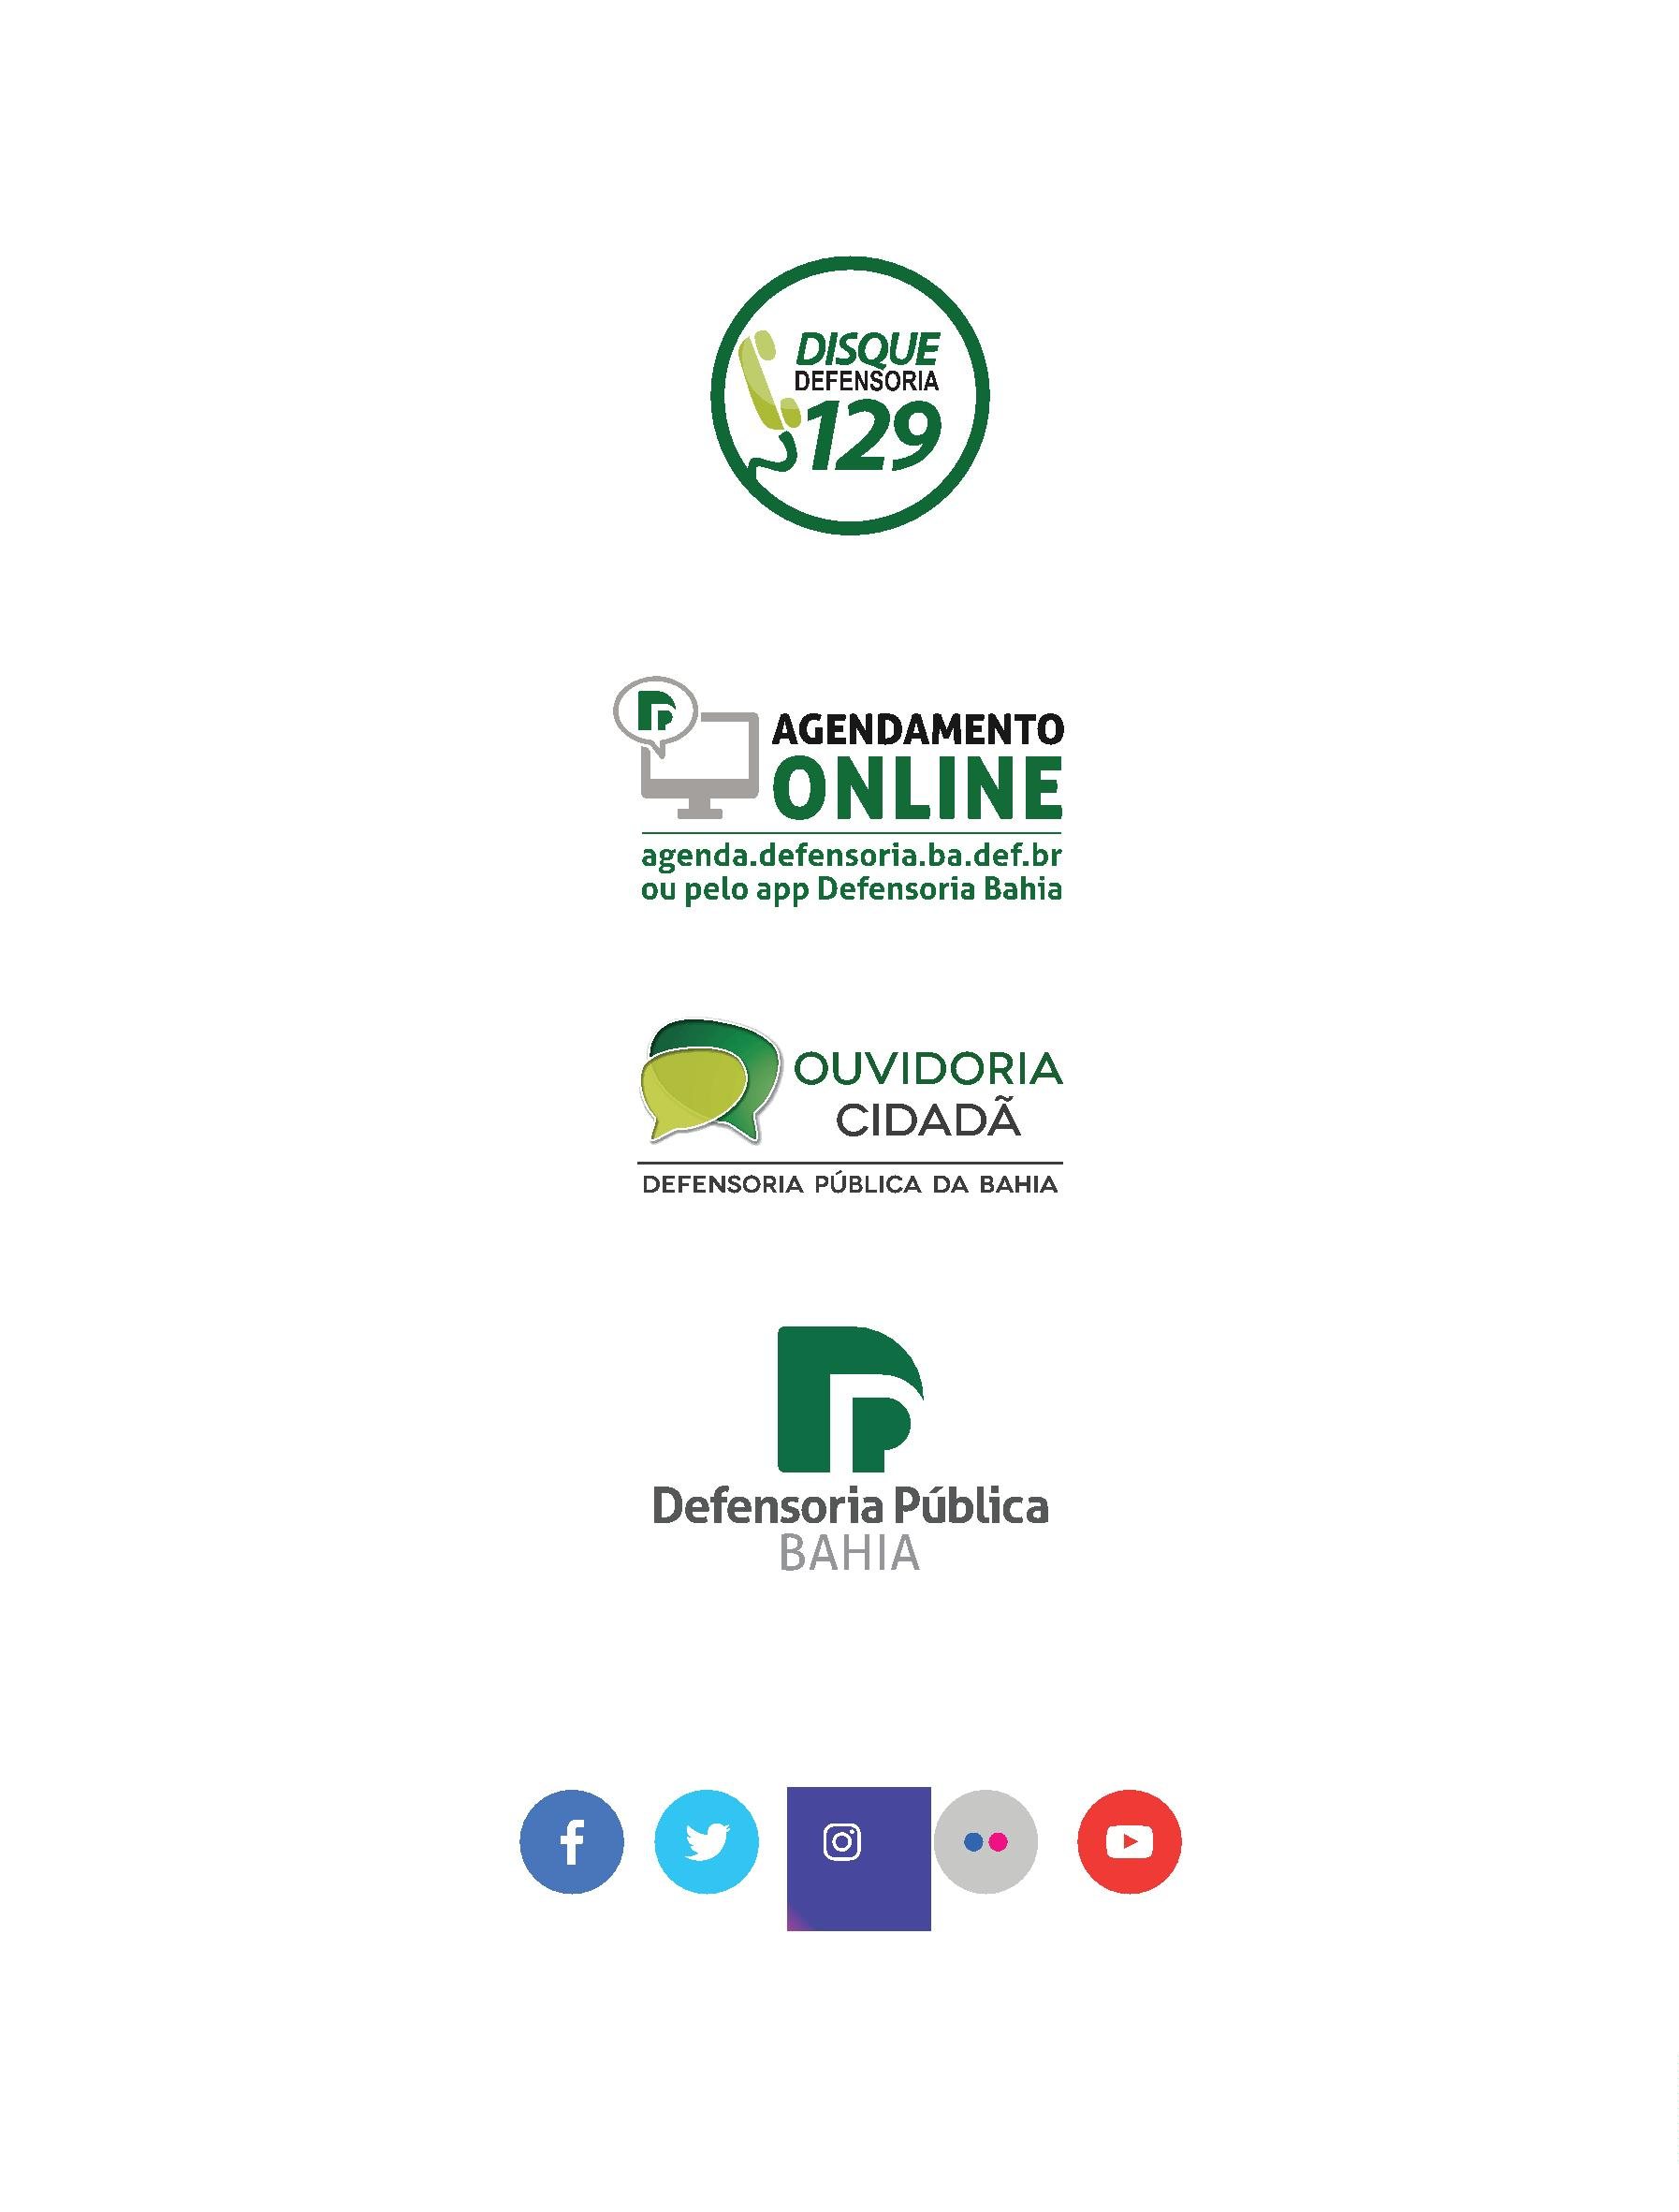 DISQUE
DEFENSORIA
129
AGENDAMENTO
ONLINE
agenda.defensoria.ba.def.br
ou pelo app Defensoria Bahia
OUVIDORIA
CIDADÃ
DEFENSORIA PÚBLICA DA BAHIA
Defensoria Pública
BAHIA